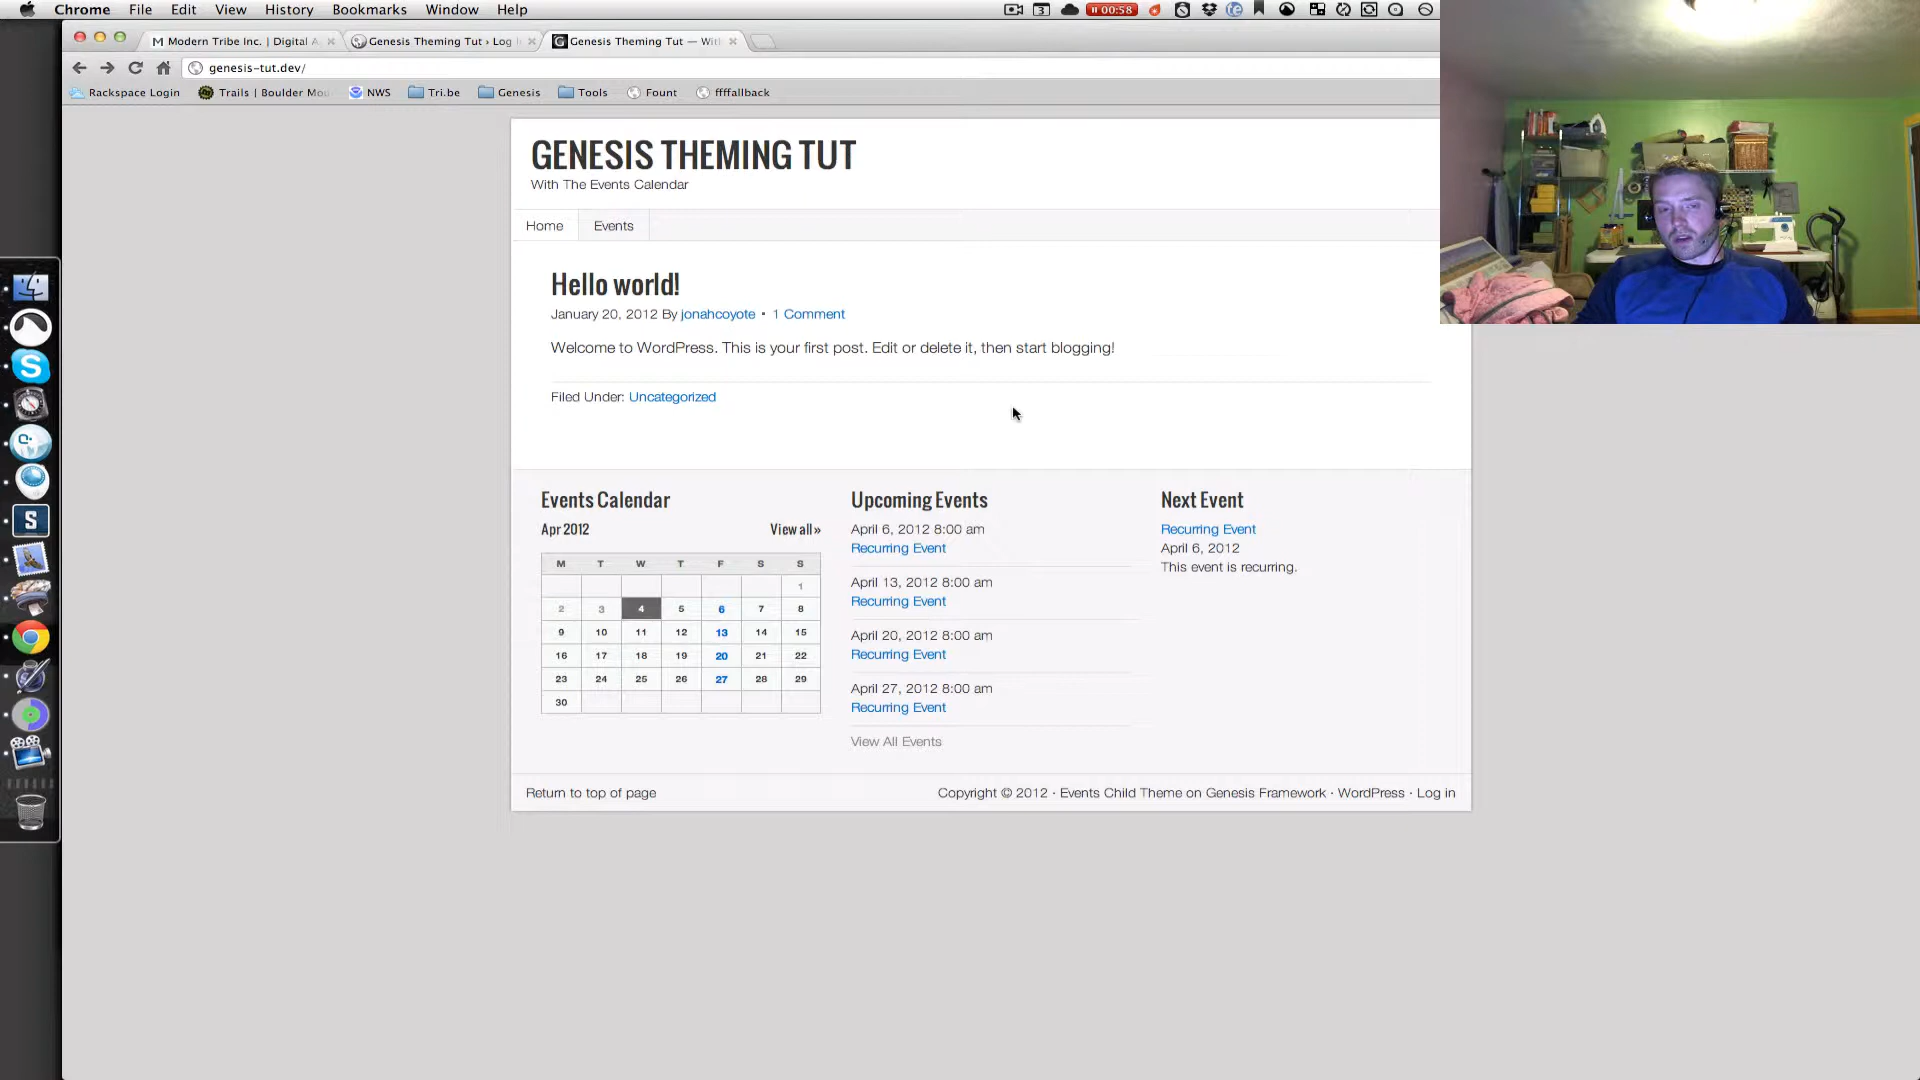 Chrome File Edit View History Bookmarks Window Help
3 00:58
Modern Tribe Inc. | Digital A
Genesis Theming Tut › Log I
Genesis Theming Tut — Wit
genesis-tut.dev/
Rackspace Login
Trails | Boulder Mou
NWS
Tri.be
Genesis
Tools
Fount
ffffallback
GENESIS THEMING TUT
With The Events Calendar
Home Events
Hello world!
January 20, 2012 By jonahcoyote • 1 Comment
Welcome to WordPress. This is your first post. Edit or delete it, then start blogging!
Filed Under: Uncategorized
Events Calendar
Apr 2012 View all »
M T W T F S S
1
2 3 4 5 6 7 8
9 10 11 12 13 14 15
16 17 18 19 20 21 22
23 24 25 26 27 28 29
30
Upcoming Events
April 6, 2012 8:00 am
Recurring Event
April 13, 2012 8:00 am
Recurring Event
April 20, 2012 8:00 am
Recurring Event
April 27, 2012 8:00 am
Recurring Event
View All Events
Next Event
Recurring Event
April 6, 2012
This event is recurring.
Return to top of page
Copyright © 2012 · Events Child Theme on Genesis Framework · WordPress · Log in